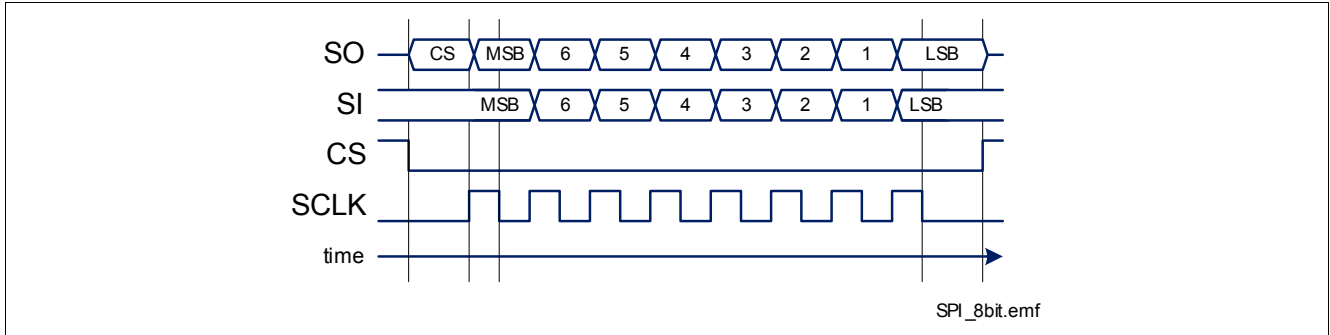 SO CS MSB 6 5 4 3 2 1 LSB
SI MSB 6 5 4 3 2 1 LSB
CS
SCLK
time
SPI_8bit.emf